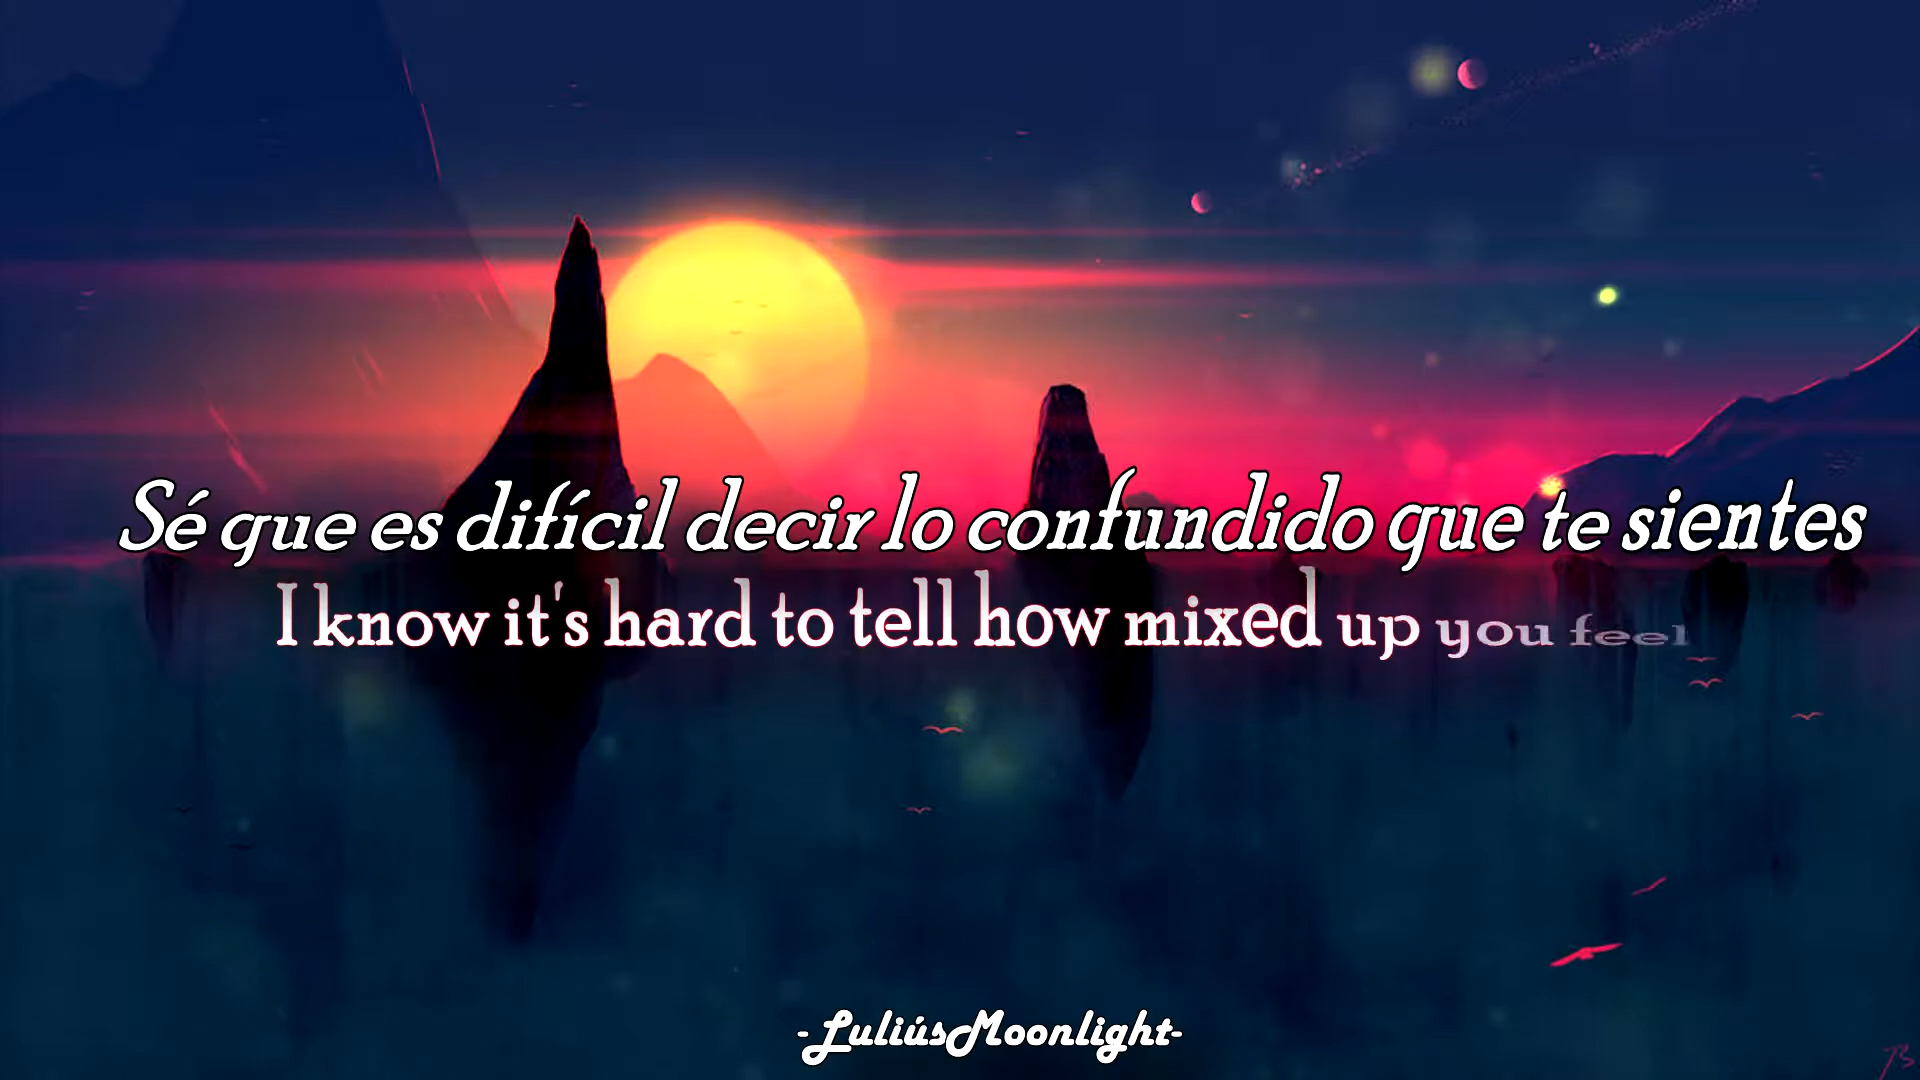 Sé que es difícil decir lo confundido que te sientes
I know it's hard to tell how mixed up you feel
-LuliúsMoonlight-